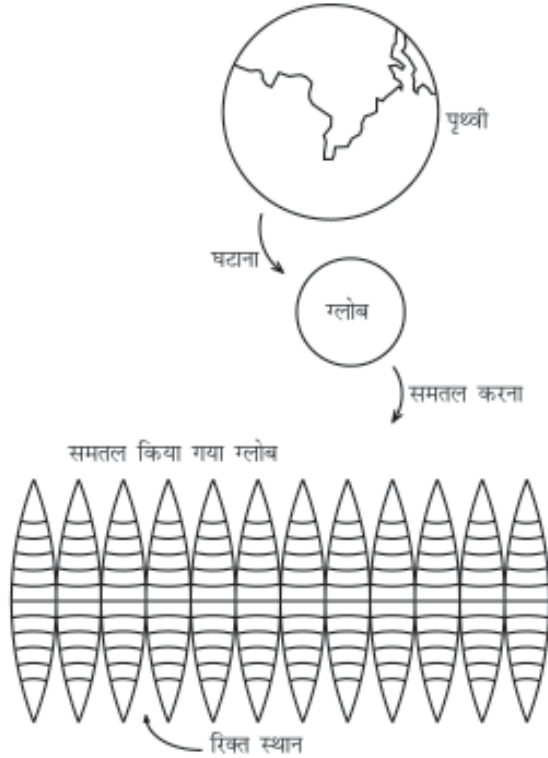 पृथ्वी
घटाना
ग्लोब
समतल करना
समतल किया गया ग्लोब
रिक्त स्थान